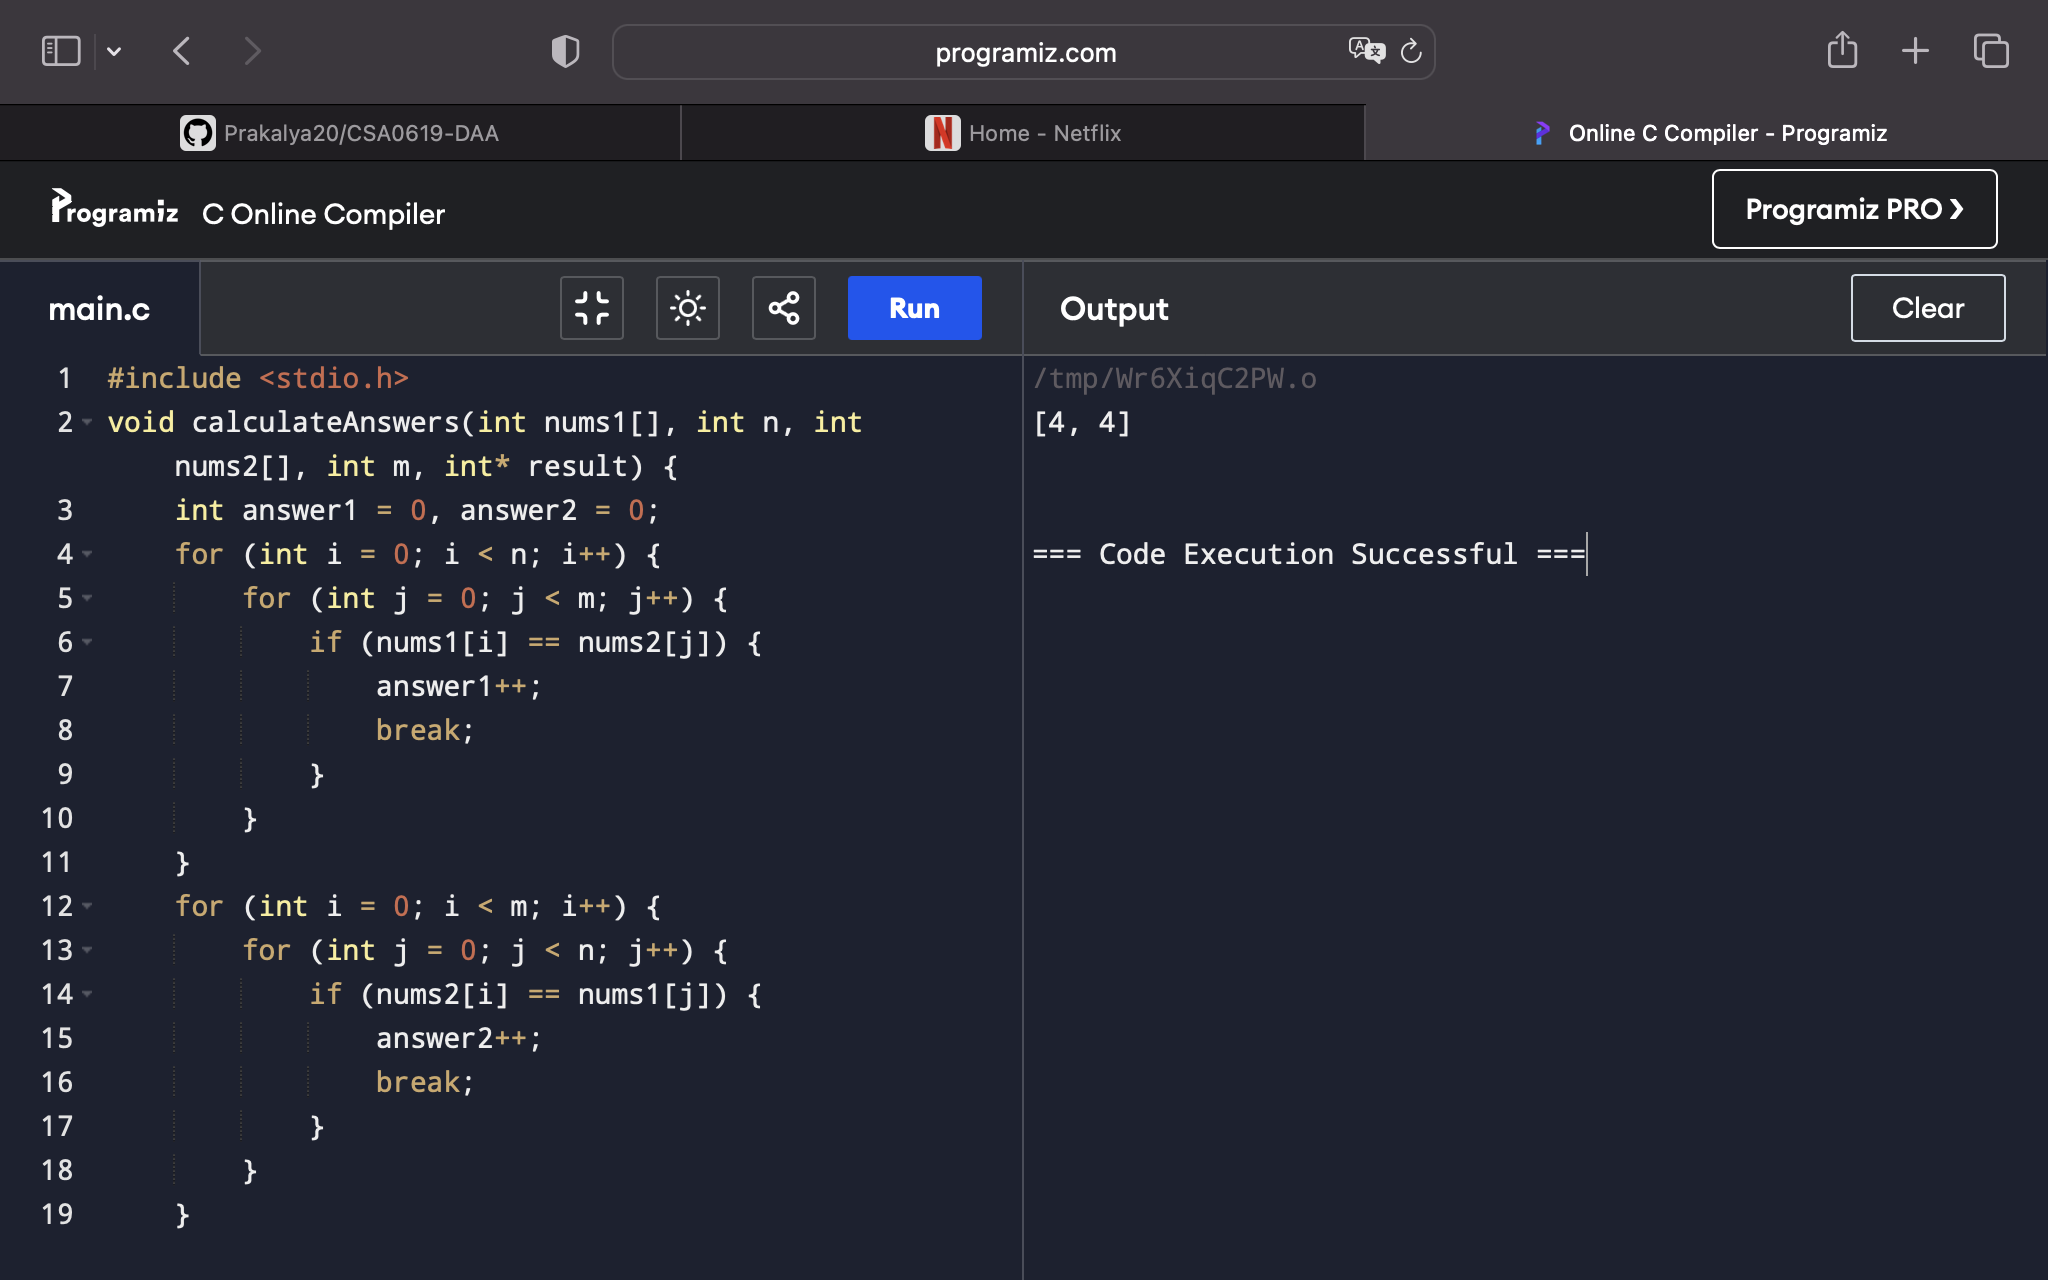 programiz.com
Prakalya20/CSA0619-DAA
Home - Netflix
Online C Compiler - Programiz
Programiz C Online Compiler
Programiz PRO ❯
main.c
Run
Output
Clear
1 #include <stdio.h>
2 void calculateAnswers(int nums1[], int n, int
nums2[], int m, int* result) {
3 int answer1 = 0, answer2 = 0;
4 for (int i = 0; i < n; i++) {
5 for (int j = 0; j < m; j++) {
6 if (nums1[i] == nums2[j]) {
7 answer1++;
8 break;
9 }
10 }
11 }
12 for (int i = 0; i < m; i++) {
13 for (int j = 0; j < n; j++) {
14 if (nums2[i] == nums1[j]) {
15 answer2++;
16 break;
17 }
18 }
19 }
/tmp/Wr6XiqC2PW.o
[4, 4]
=== Code Execution Successful ===